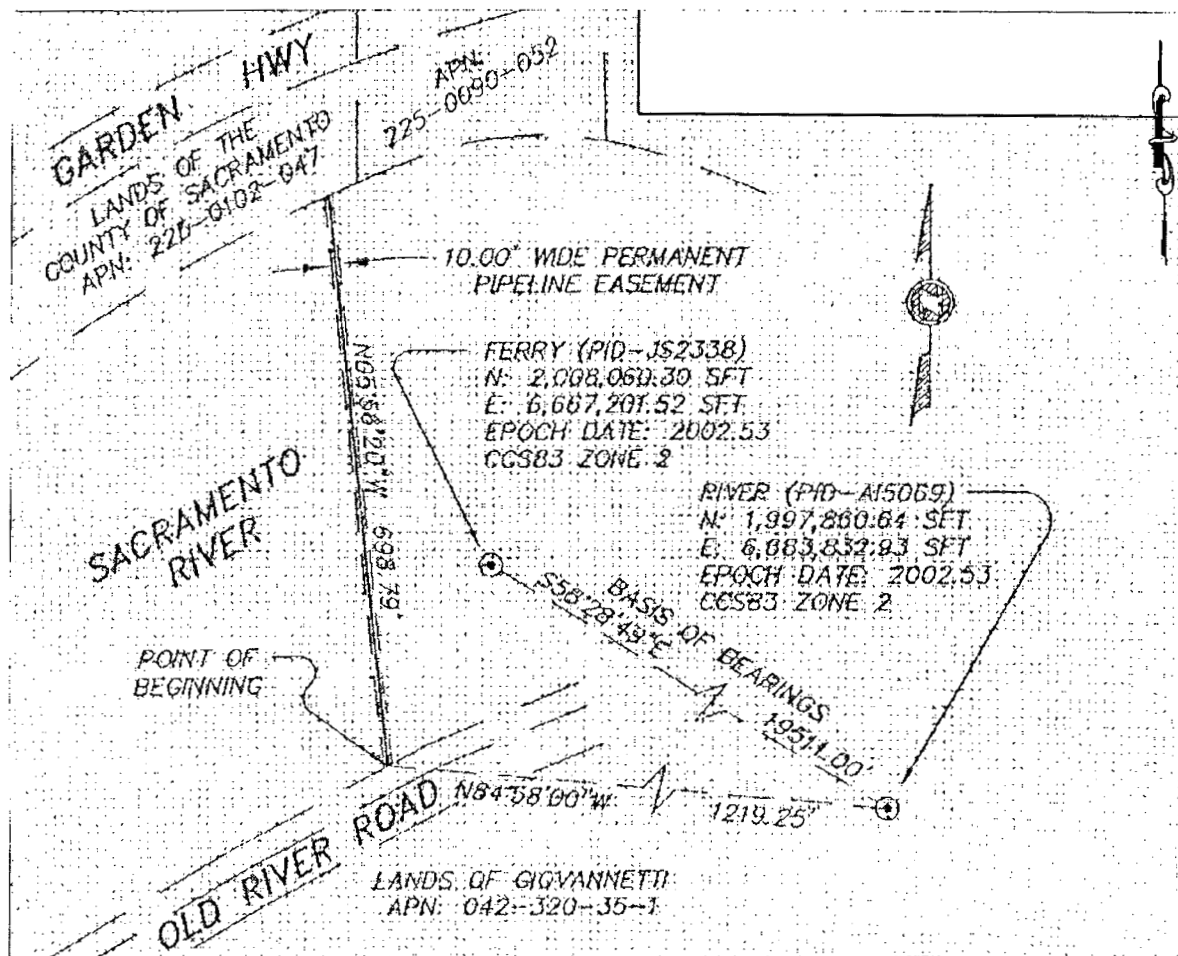 GARDEN HWY
LANDS OF THE
COUNTY OF SACRAMENTO
APN: 225-0102-047
APN:
225-0090-052
10.00' WIDE PERMANENT
PIPELINE EASEMENT
FERRY (PID-JS2338)
N: 2,008,060.30 SFT
E: 6,667,201.52 SFT
EPOCH DATE: 2002.53
CCS83 ZONE 2
RIVER (PID-AI5069)
N: 1,997,860.64 SFT
E: 6,683,832.93 SFT
EPOCH DATE: 2002.53
CCS83 ZONE 2
N05°58'20"W 698.79'
SACRAMENTO
RIVER
BASIS OF BEARINGS
S58°28'49"E
19511.00'
POINT OF
BEGINNING
N84°58'00"W
1219.25'
OLD RIVER ROAD
LANDS OF GIOVANNETTI
APN: 042-320-35-1